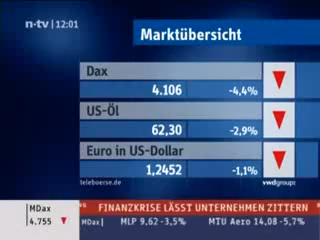 n-tv 12:01
Marktübersicht
Dax
4.106 -4,4%
US-Öl
62,30 -2,9%
Euro in US-Dollar
1,2452 -1,1%
teleboerse.de vwd group:
MDax FINANZKRISE LÄSST UNTERNEHMEN ZITTERN
4.755 MDax| MLP 9.62 -3,5% MTU Aero 14,08 -5,7%